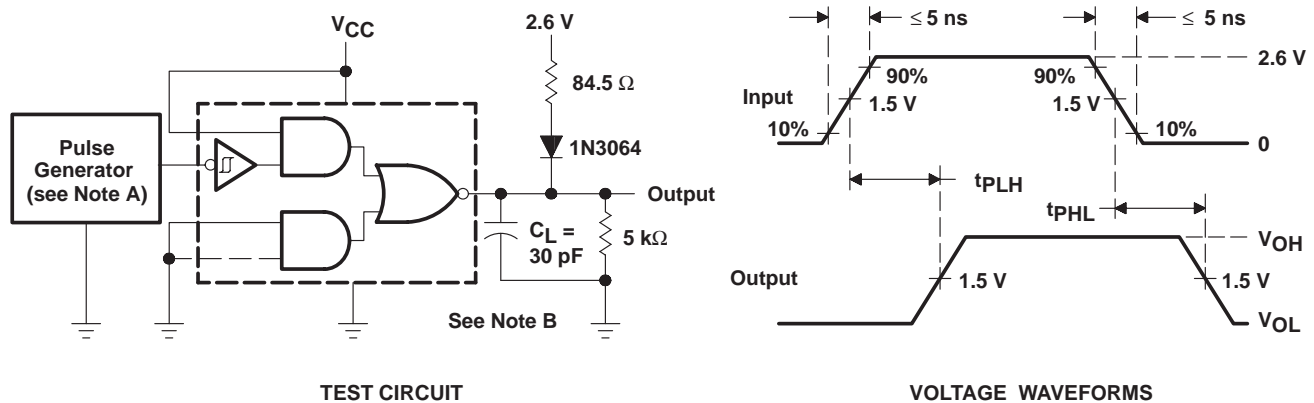 VCC
Pulse
Generator
(see Note A)
2.6 V
84.5 Ω
1N3064
Output
CL =
30 pF
5 kΩ
See Note B
TEST CIRCUIT
≤ 5 ns
≤ 5 ns
2.6 V
90%
90%
Input
1.5 V
1.5 V
10%
10%
0
tPLH
tPHL
VOH
Output
1.5 V
1.5 V
VOL
VOLTAGE WAVEFORMS